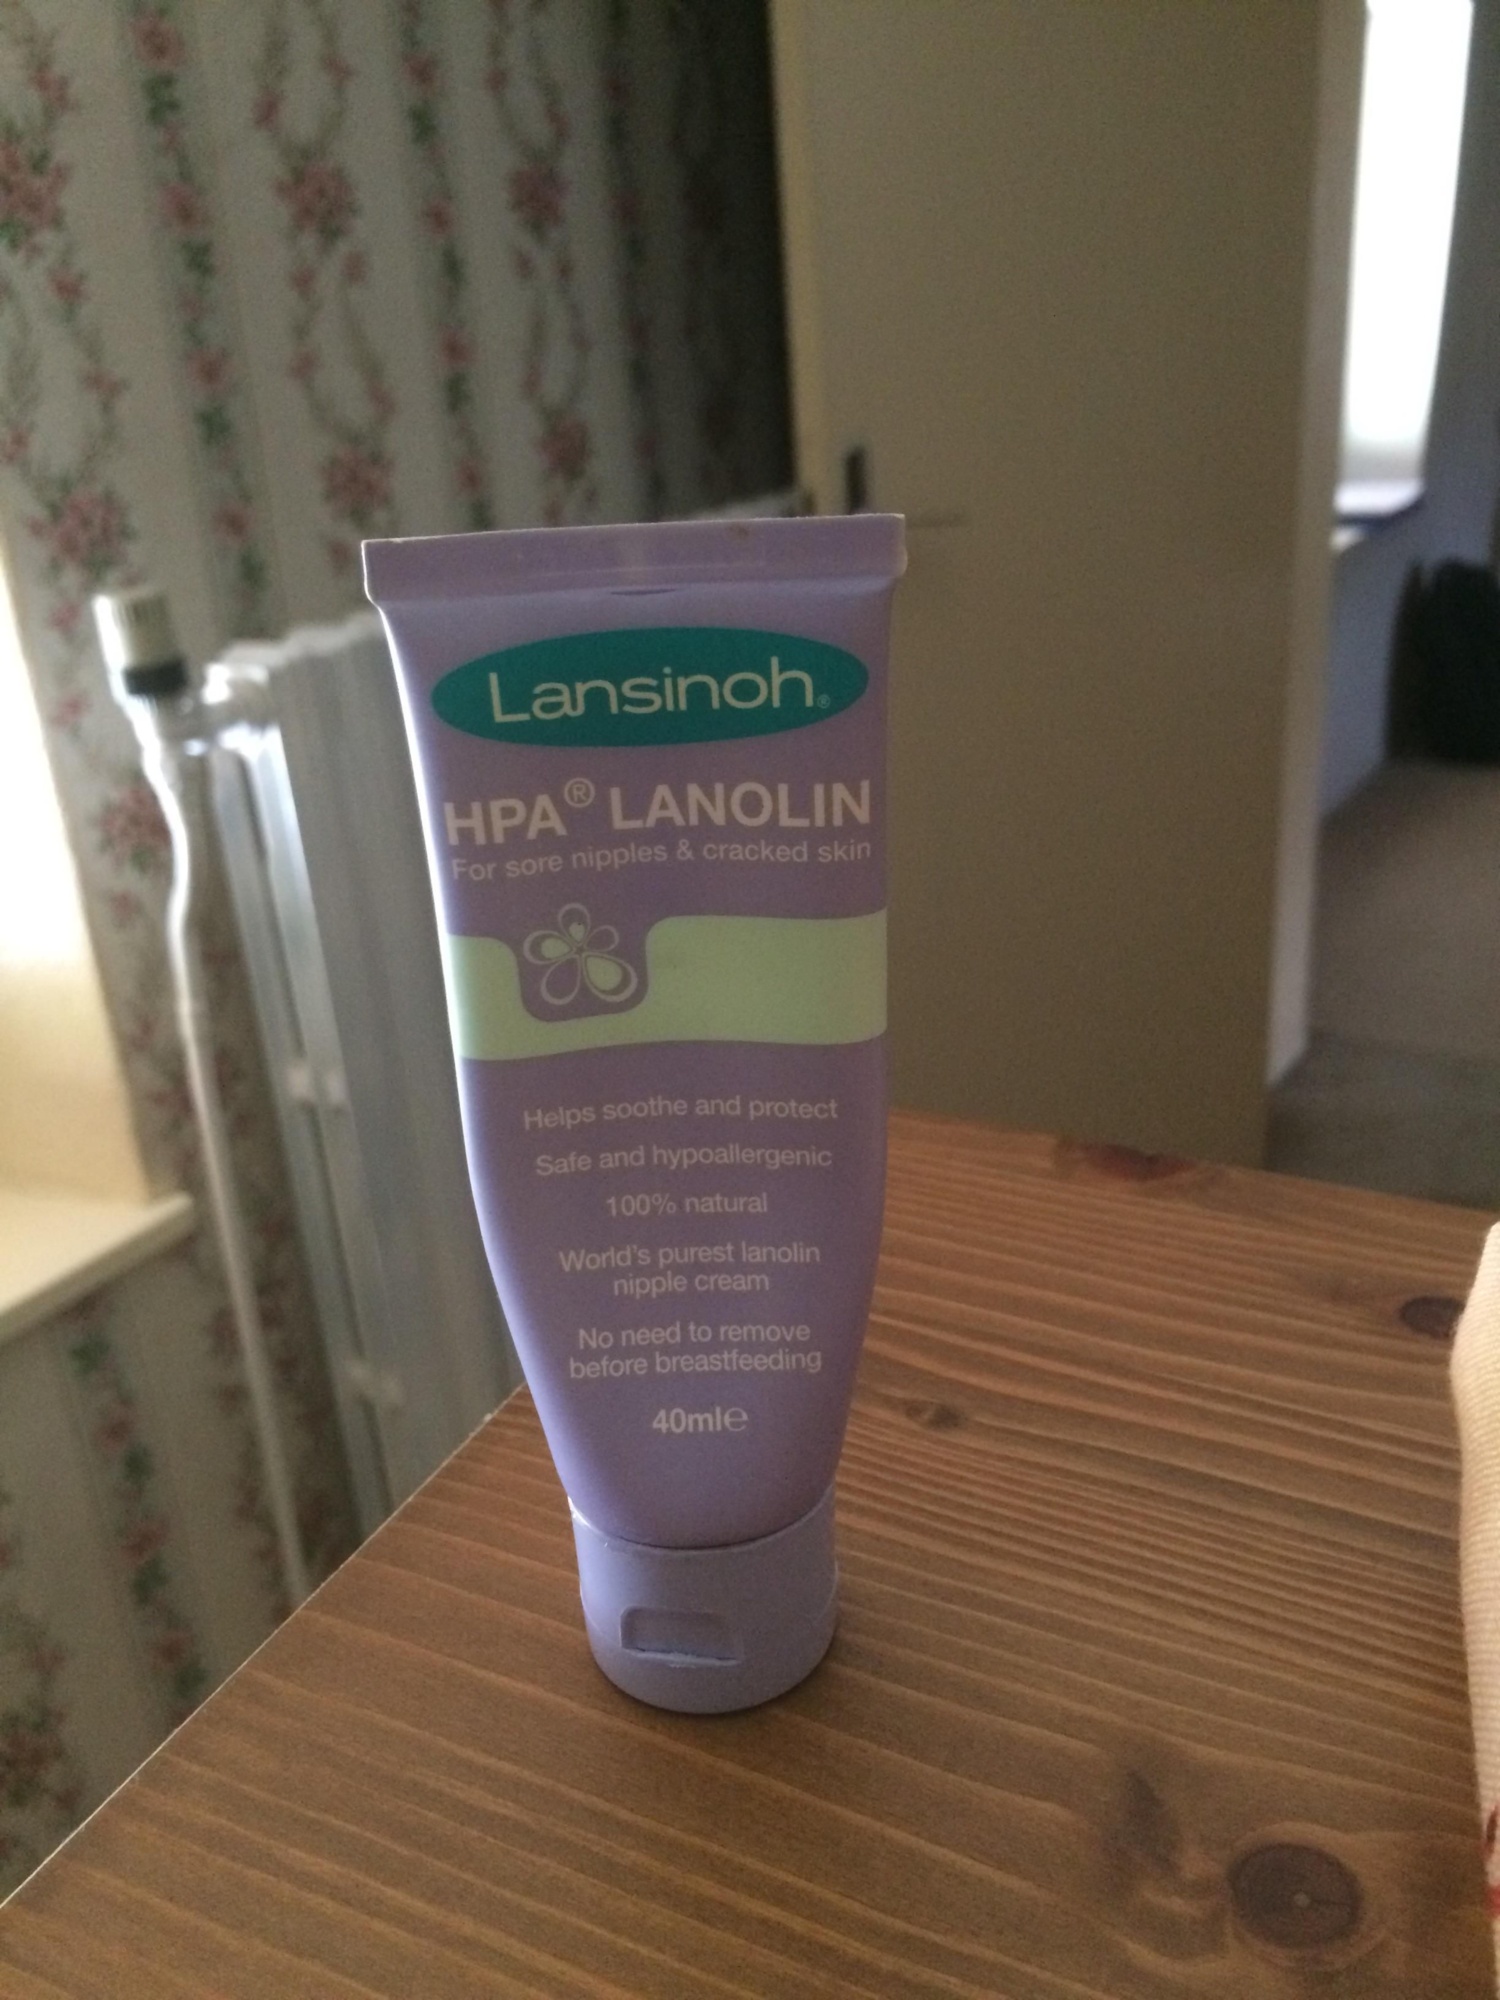 Lansinoh®
HPA® LANOLIN
For sore nipples & cracked skin
Helps soothe and protect
Safe and hypoallergenic
100% natural
World's purest lanolin
nipple cream
No need to remove
before breastfeeding
40ml℮